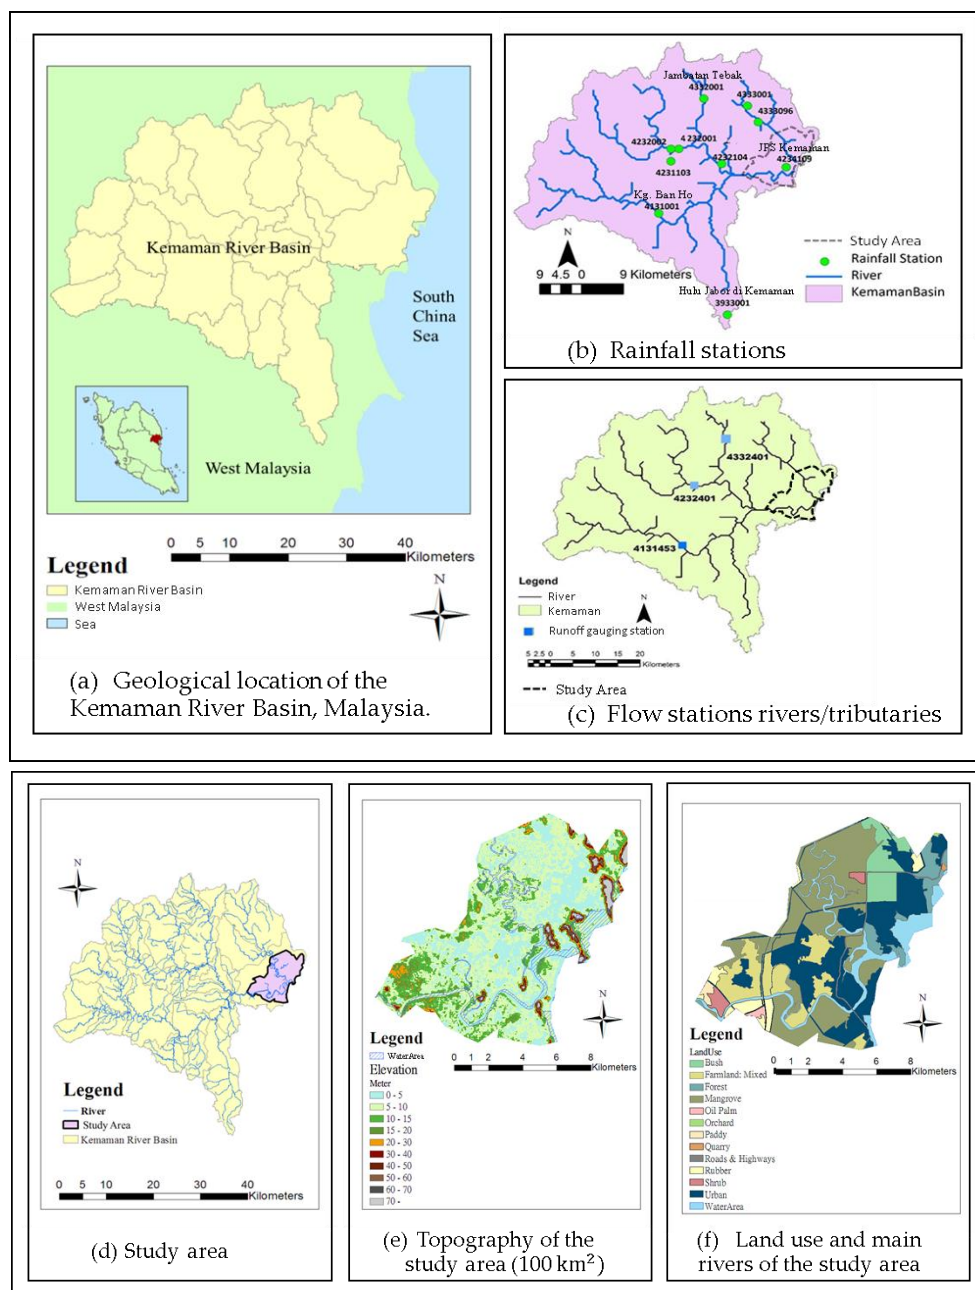 Kemaman River Basin
South
China
Sea
West Malaysia
0 5 10 20 30 40
Kilometers
Legend
Kemaman River Basin
West Malaysia
Sea
N
(a) Geological location of the
Kemaman River Basin, Malaysia.
Jambatan Tebak
4332001
4333001
4333096
4232002
4232001
JPS Kemaman
4232104
4234109
4231103
Kg. Ban Ho
4131001
N
9 4.5 0 9 Kilometers
Study Area
Rainfall Station
River
KemamanBasin
Hulu Jabor di Kemaman
3933001
(b) Rainfall stations
4332401
4232401
4131453
Legend
River
Kemaman
N
Runoff gauging station
5 2.5 0 5 10 15 20
Kilometers
Study Area
(c) Flow stations rivers/tributaries
N
Legend
River
Study Area
Kemaman River Basin
0 5 10 20 30 40
Kilometers
(d) Study area
N
Legend
WaterArea
Elevation
Meter
0 - 5
5 - 10
10 - 15
15 - 20
20 - 30
30 - 40
40 - 50
50 - 60
60 - 70
70 -
0 1 2 4 6 8
Kilometers
(e) Topography of the
study area (100 km²)
N
Legend
LandUse
Bush
Farmland: Mixed
Forest
Mangrove
Oil Palm
Orchard
Paddy
Quarry
Roads & Highways
Rubber
Shrub
Urban
WaterArea
0 1 2 4 6 8
Kilometers
(f) Land use and main
rivers of the study area